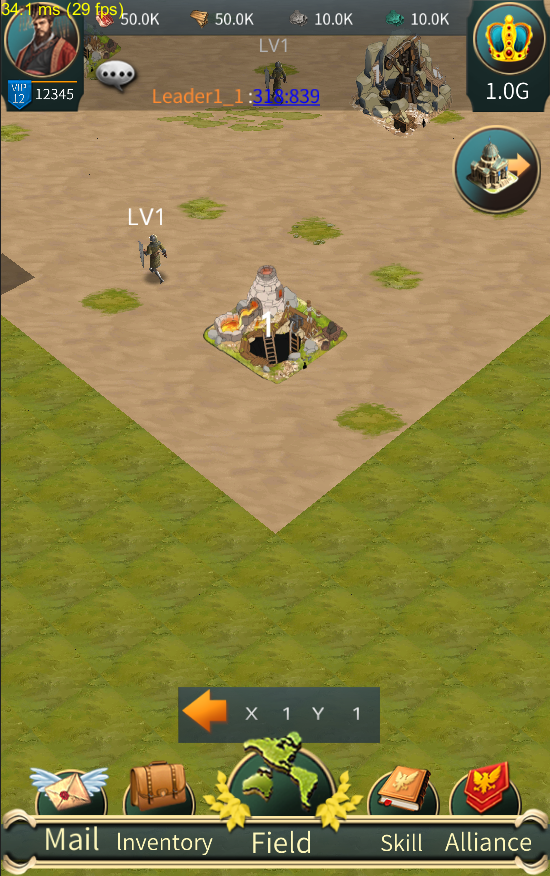 34.1 ms (29 fps)
50.0K 50.0K 10.0K 10.0K
LV1
VIP 12 12345
Leader1_1 :318:839
1.0G
LV1
1
X 1 Y 1
Mail Inventory Field Skill Alliance